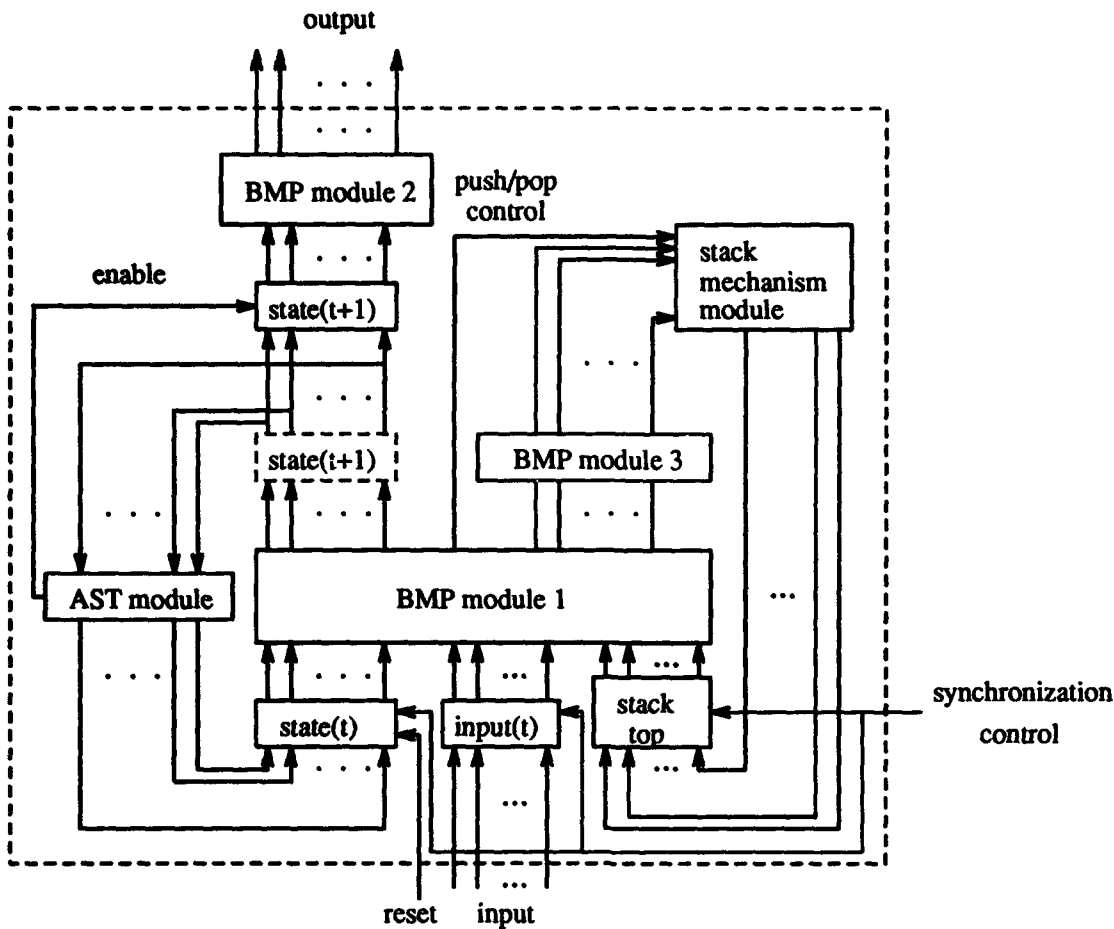 output
BMP module 2
push/pop
control
stack
mechanism
module
enable
state(t+1)
state(t+1)
BMP module 3
AST module
BMP module 1
state(t)
input(t)
stack
top
synchronization
control
reset
input